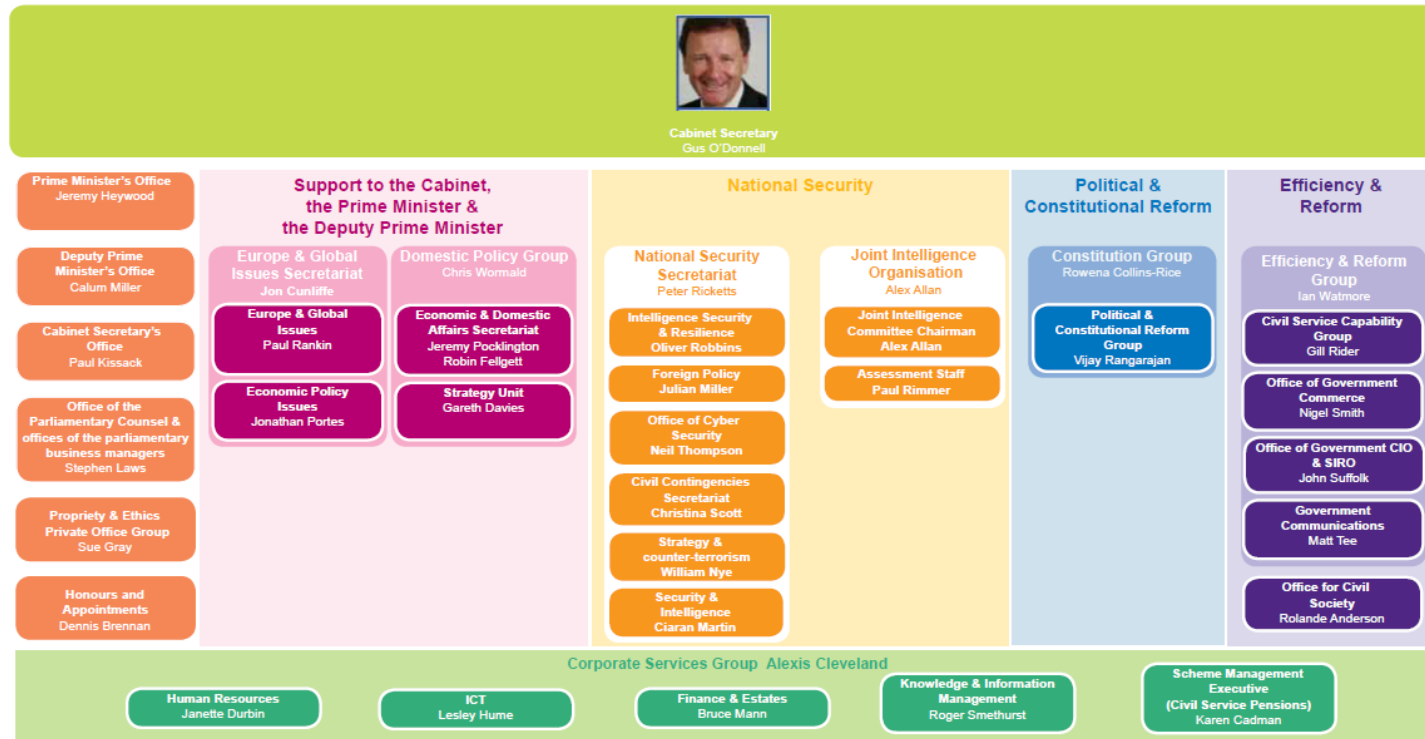 Cabinet Secretary
Gus O'Donnell
Prime Minister's Office
Jeremy Heywood
Deputy Prime
Minister's Office
Calum Miller
Cabinet Secretary's
Office
Paul Kissack
Office of the
Parliamentary Counsel &
offices of the parliamentary
business managers
Stephen Laws
Propriety & Ethics
Private Office Group
Sue Gray
Honours and
Appointments
Dennis Brennan
Support to the Cabinet,
the Prime Minister &
the Deputy Prime Minister
Europe & Global
Issues Secretariat
Jon Cunliffe
Europe & Global
Issues
Paul Rankin
Economic Policy
Issues
Jonathan Portes
Domestic Policy Group
Chris Wormald
Economic & Domestic
Affairs Secretariat
Jeremy Pocklington
Robin Fellgett
Strategy Unit
Gareth Davies
National Security
National Security
Secretariat
Peter Ricketts
Intelligence Security
& Resilience
Oliver Robbins
Foreign Policy
Julian Miller
Office of Cyber
Security
Neil Thompson
Civil Contingencies
Secretariat
Christina Scott
Strategy &
counter-terrorism
William Nye
Security &
Intelligence
Ciaran Martin
Joint Intelligence
Organisation
Alex Allan
Joint Intelligence
Committee Chairman
Alex Allan
Assessment Staff
Paul Rimmer
Political &
Constitutional Reform
Constitution Group
Rowena Collins-Rice
Political &
Constitutional Reform
Group
Vijay Rangarajan
Efficiency &
Reform
Efficiency & Reform
Group
Ian Watmore
Civil Service Capability
Group
Gill Rider
Office of Government
Commerce
Nigel Smith
Office of Government CIO
& SIRO
John Suffolk
Government
Communications
Matt Tee
Office for Civil
Society
Rolande Anderson
Corporate Services Group Alexis Cleveland
Human Resources
Janette Durbin
ICT
Lesley Hume
Finance & Estates
Bruce Mann
Knowledge & Information
Management
Roger Smethurst
Scheme Management
Executive
(Civil Service Pensions)
Karen Cadman